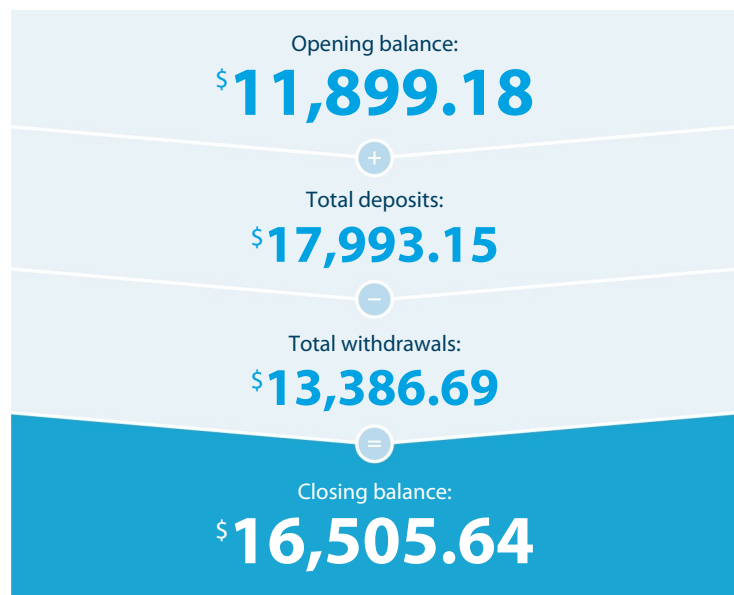 Opening balance:
$11,899.18
+
Total deposits:
$17,993.15
−
Total withdrawals:
$13,386.69
=
Closing balance:
$16,505.64